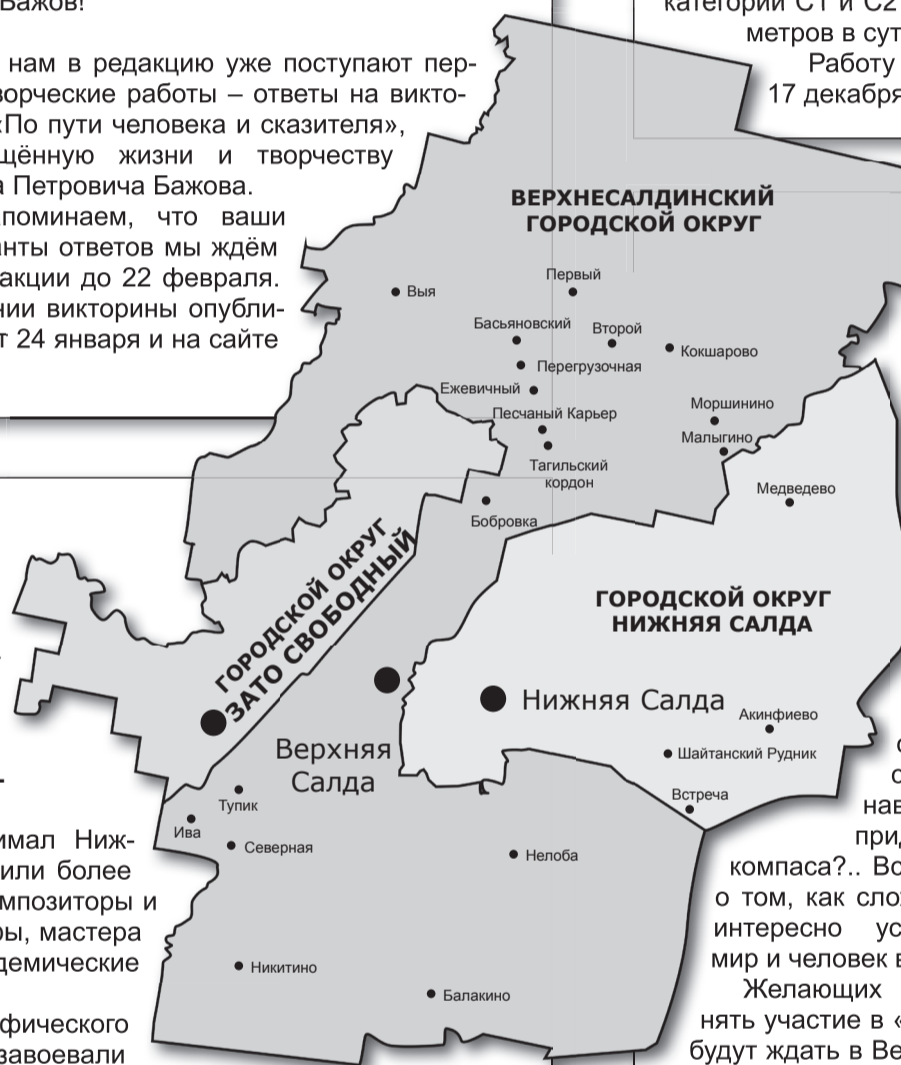 Бажов!
нам в редакцию уже поступают пер-
ворческие работы – ответы на викто-
«По пути человека и сказителя»,
щённую жизни и творчеству
а Петровича Бажова.
поминаем, что ваши
анты ответов мы ждём
акции до 22 февраля.
нии викторины опубли-
т 24 января и на сайте
категории С1 и С2
метров в сут
Работу
17 декабря
ВЕРХНЕСАЛДИНСКИЙ
ГОРОДСКОЙ ОКРУГ
Выя
Первый
Басьяновский
Второй
Кокшарово
Перегрузочная
Ежевичный
Песчаный Карьер
Моршинино
Малыгино
Тагильский
кордон
Медведево
Бобровка
ГОРОДСКОЙ ОКРУГ
ЗАТО СВОБОДНЫЙ
ГОРОДСКОЙ ОКРУГ
НИЖНЯЯ САЛДА
Нижняя Салда
Акинфиево
Шайтанский Рудник
Встреча
Верхняя
Салда
Тупик
Ива
Северная
Нелоба
Никитино
Балакино
имал Ниж-
или более
мпозиторы и
ры, мастера
демические
фического
завоевали
нав
прид
компаса?.. Вс
о том, как сло
интересно ус
мир и человек в
Желающих
нять участие в «
будут ждать в Ве